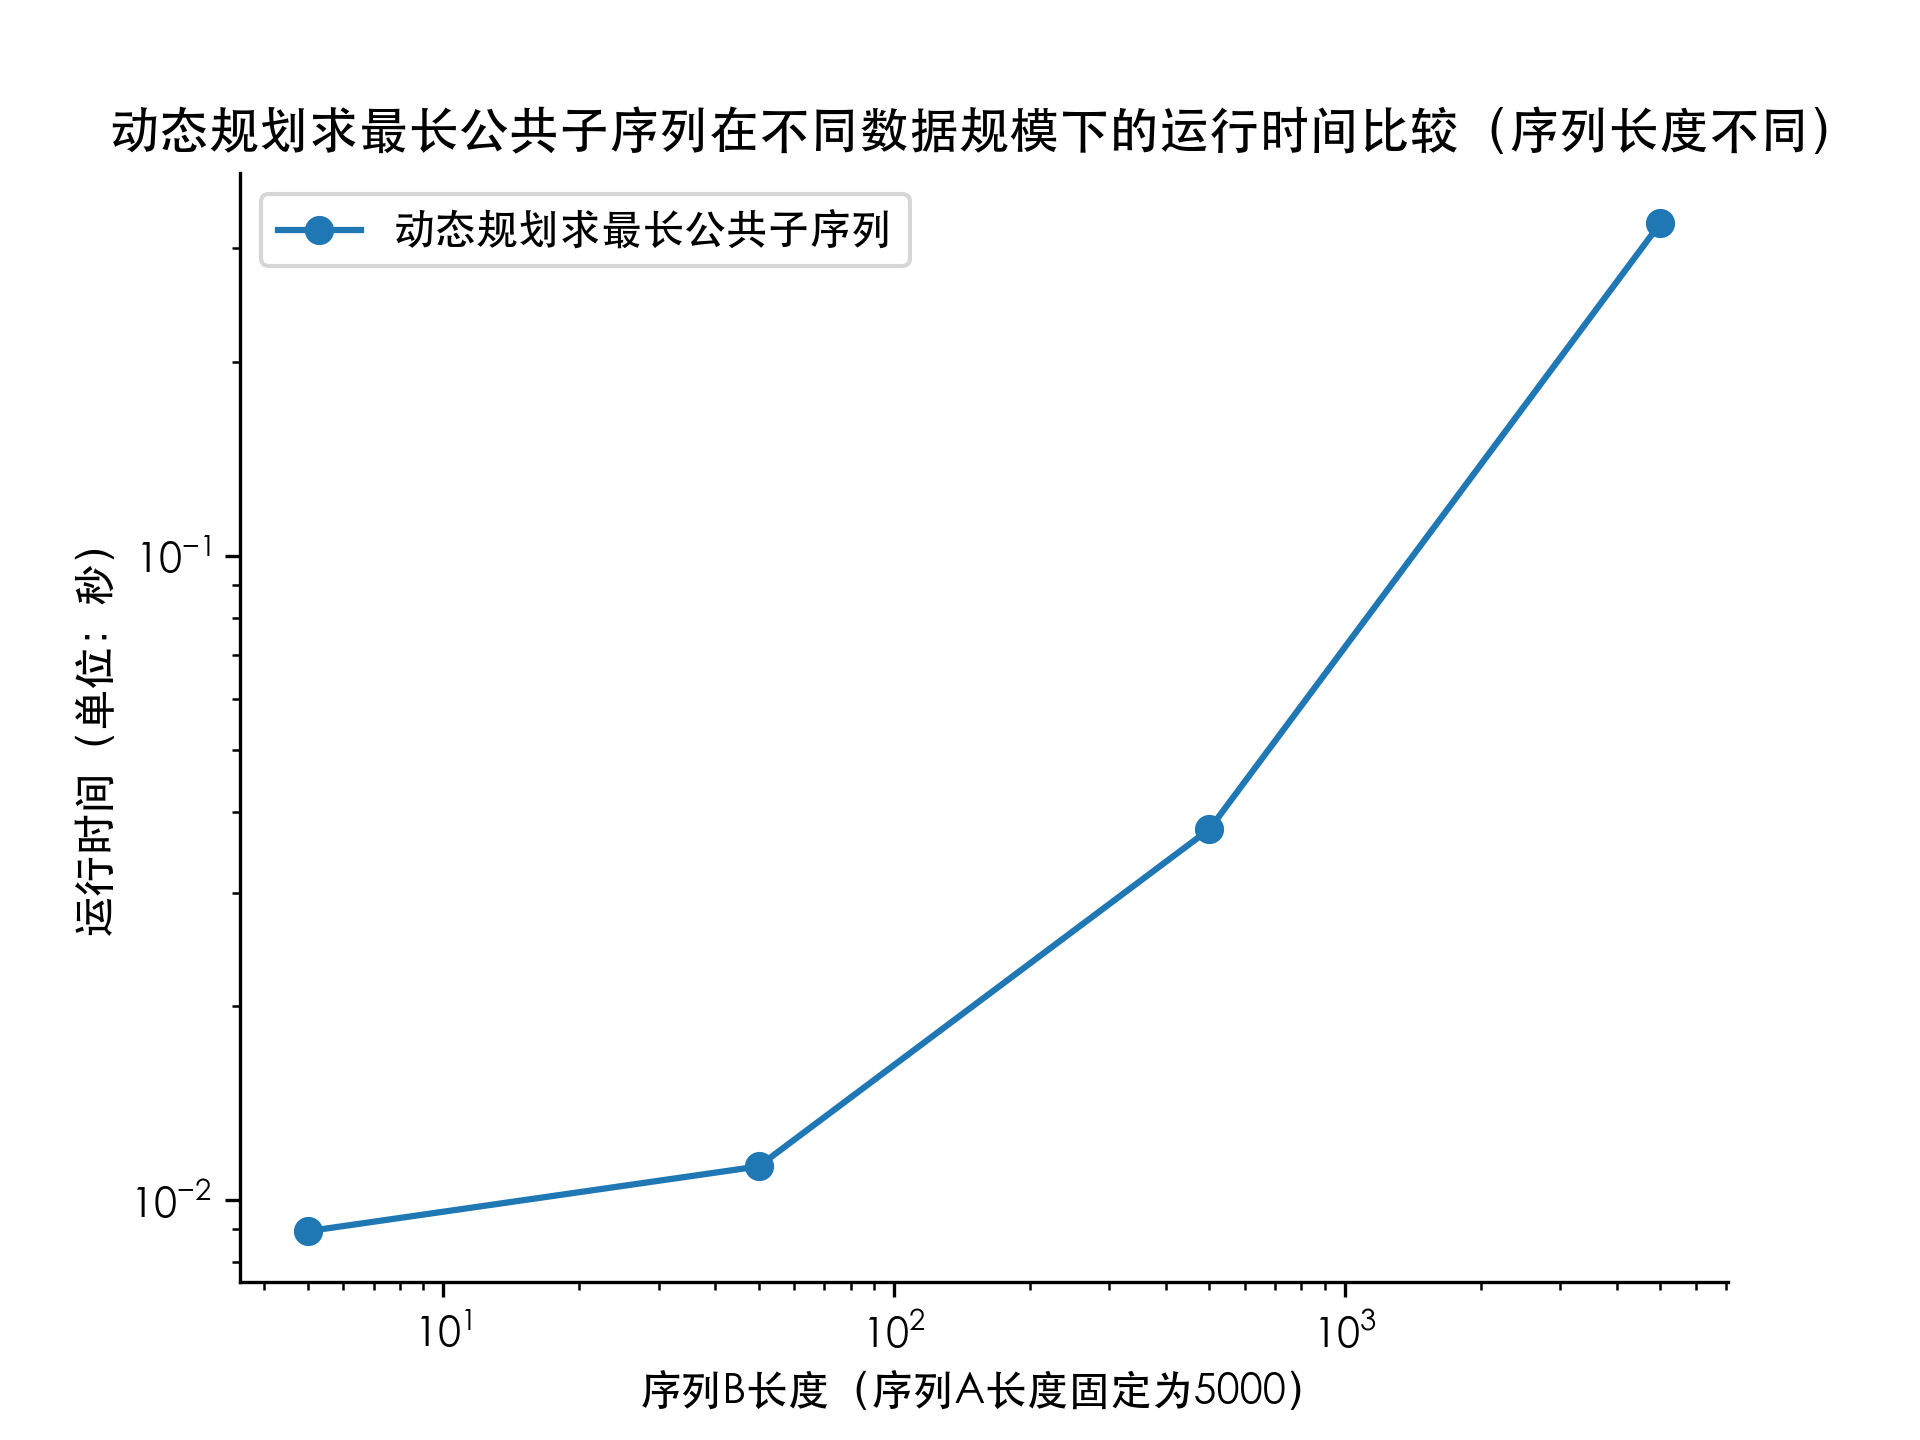 动态规划求最长公共子序列在不同数据规模下的运行时间比较（序列长度不同）
动态规划求最长公共子序列
运行时间（单位：秒）
10⁻¹
10⁻²
10¹
10²
10³
序列B长度（序列A长度固定为5000）